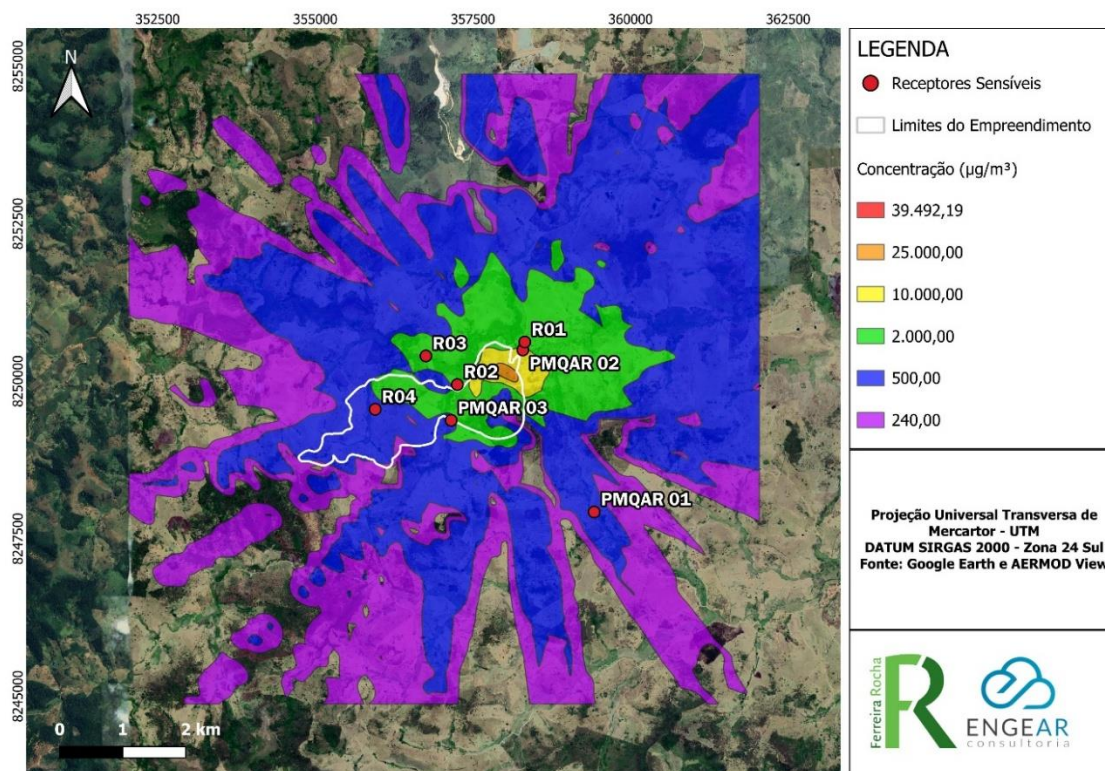 352500 355000 357500 360000 362500
8255000
8252500
8250000
8247500
8245000
N
R01
R03
PMQAR 02
R02
R04
PMQAR 03
PMQAR 01
0 1 2 km
LEGENDA
Receptores Sensíveis
Limites do Empreendimento
Concentração (µg/m³)
39.492,19
25.000,00
10.000,00
2.000,00
500,00
240,00
Projeção Universal Transversa de
Mercartor - UTM
DATUM SIRGAS 2000 - Zona 24 Sul
Fonte: Google Earth e AERMOD View
Ferreira Rocha
FR
ENGEAR
consultoria